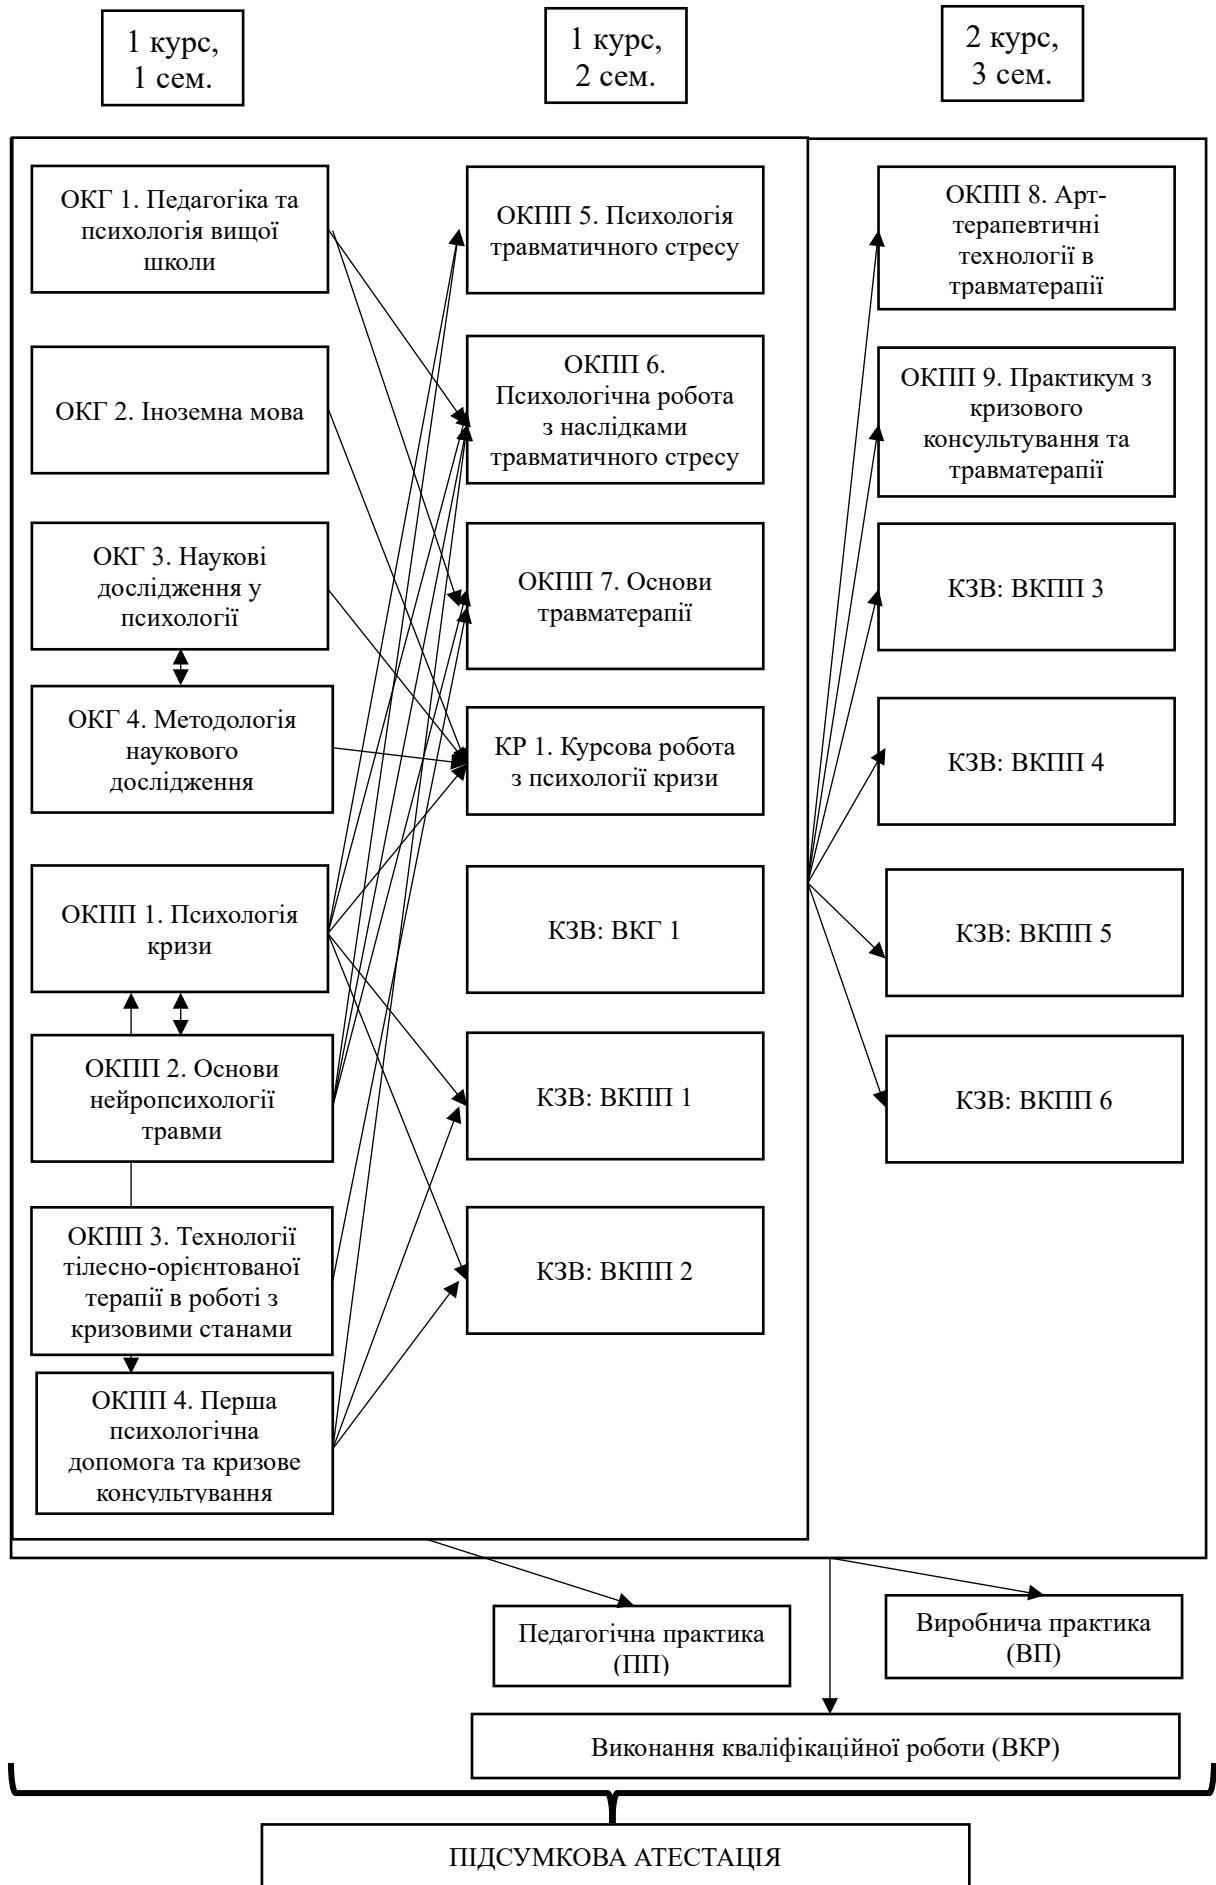 1 курс,
1 сем.
1 курс,
2 сем.
2 курс,
3 сем.
ОКГ 1. Педагогіка та
психологія вищої
школи
ОКГ 2. Іноземна мова
ОКГ 3. Наукові
дослідження у
психології
ОКГ 4. Методологія
наукового
дослідження
ОКПП 1. Психологія
кризи
ОКПП 2. Основи
нейропсихології
травми
ОКПП 3. Технології
тілесно-орієнтованої
терапії в роботі з
кризовими станами
ОКПП 4. Перша
психологічна
допомога та кризове
консультування
ОКПП 5. Психологія
травматичного стресу
ОКПП 6.
Психологічна робота
з наслідками
травматичного стресу
ОКПП 7. Основи
травматерапії
КР 1. Курсова робота
з психології кризи
КЗВ: ВКГ 1
КЗВ: ВКПП 1
КЗВ: ВКПП 2
ОКПП 8. Арт-
терапевтичні
технології в
травматерапії
ОКПП 9. Практикум з
кризового
консультування та
травматерапії
КЗВ: ВКПП 3
КЗВ: ВКПП 4
КЗВ: ВКПП 5
КЗВ: ВКПП 6
Педагогічна практика
(ПП)
Виробнича практика
(ВП)
Виконання кваліфікаційної роботи (ВКР)
ПІДСУМКОВА АТЕСТАЦІЯ